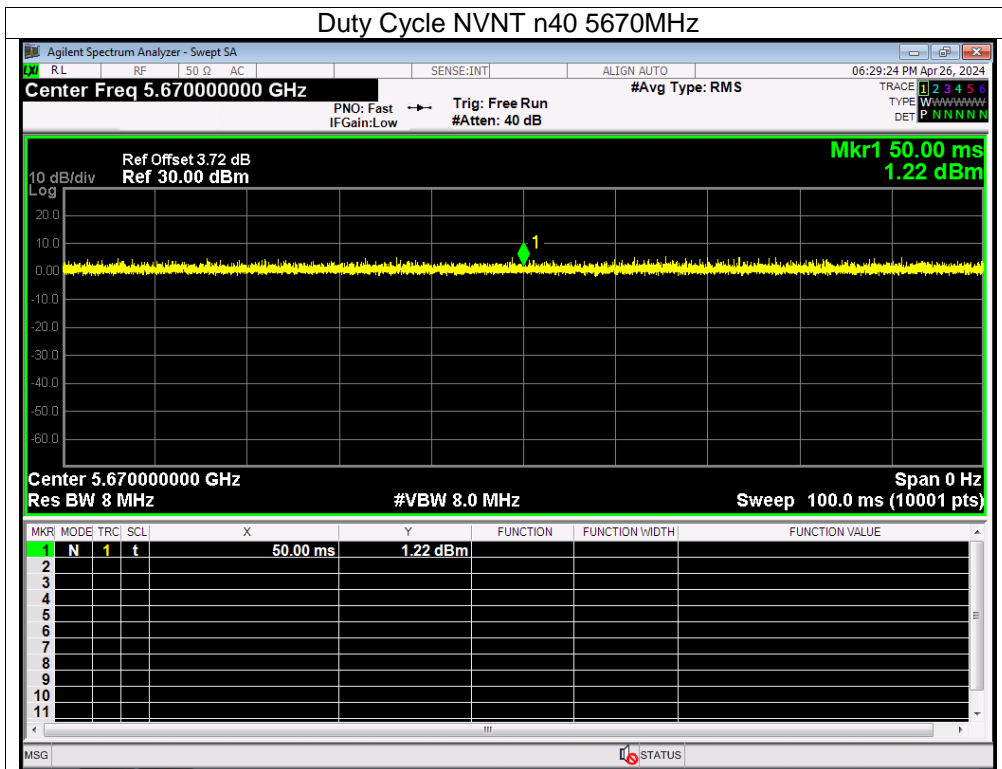 Duty Cycle NVNT n40 5670MHz
Agilent Spectrum Analyzer - Swept SA
LXI RL RF 50 Ω AC SENSE:INT ALIGN AUTO 06:29:24 PM Apr 26, 2024
Center Freq 5.670000000 GHz #Avg Type: RMS TRACE 1 2 3 4 5 6
PNO: Fast Trig: Free Run TYPE WWWWWWW
IFGain:Low #Atten: 40 dB DET P N N N N N
Mkr1 50.00 ms
Ref Offset 3.72 dB
10 dB/div Ref 30.00 dBm 1.22 dBm
Log
20.0
10.0
1
0.00
-10.0
-20.0
-30.0
-40.0
-50.0
-60.0
Center 5.670000000 GHz Span 0 Hz
Res BW 8 MHz #VBW 8.0 MHz Sweep 100.0 ms (10001 pts)
MKR MODE TRC SCL X Y FUNCTION FUNCTION WIDTH FUNCTION VALUE
1 N 1 t 50.00 ms 1.22 dBm
2
3
4
5
6
7
8
9
10
11
MSG STATUS